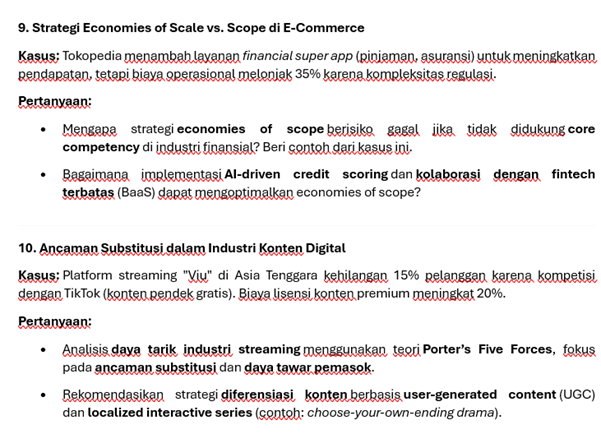 9. Strategi Economies of Scale vs. Scope di E-Commerce
Kasus: Tokopedia menambah layanan financial super app (pinjaman, asuransi) untuk meningkatkan
pendapatan, tetapi biaya operasional melonjak 35% karena kompleksitas regulasi.
Pertanyaan:
• Mengapa strategi economies of scope berisiko gagal jika tidak didukung core
competency di industri finansial? Beri contoh dari kasus ini.
• Bagaimana implementasi AI-driven credit scoring dan kolaborasi dengan fintech
terbatas (BaaS) dapat mengoptimalkan economies of scope?
10. Ancaman Substitusi dalam Industri Konten Digital
Kasus: Platform streaming "Viu" di Asia Tenggara kehilangan 15% pelanggan karena kompetisi
dengan TikTok (konten pendek gratis). Biaya lisensi konten premium meningkat 20%.
Pertanyaan:
• Analisis daya tarik industri streaming menggunakan teori Porter's Five Forces, fokus
pada ancaman substitusi dan daya tawar pemasok.
• Rekomendasikan strategi diferensiasi konten berbasis user-generated content (UGC)
dan localized interactive series (contoh: choose-your-own-ending drama).